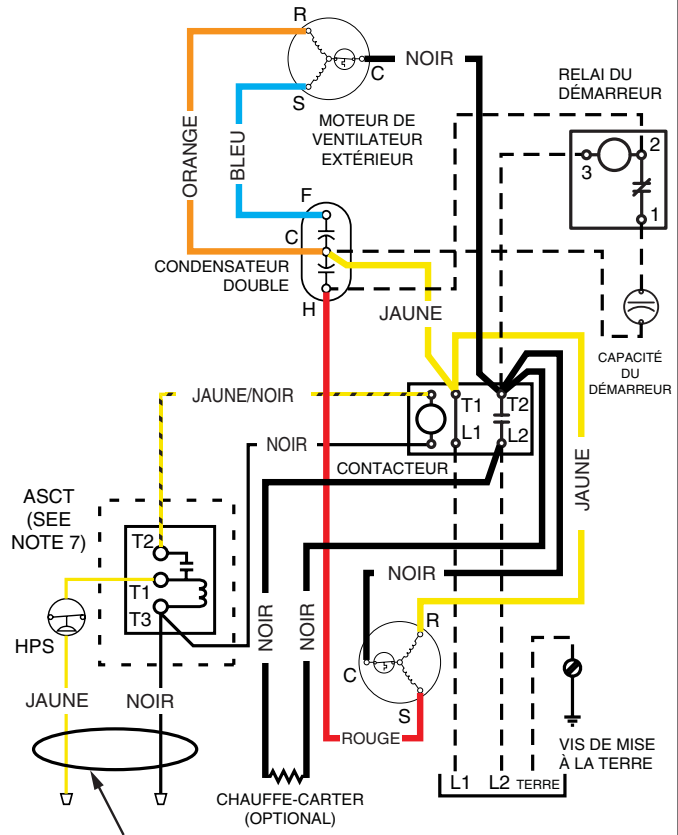 R
NOIR
C
S
MOTEUR DE
VENTILATEUR
EXTÉRIEUR
RELAI DU
DÉMARREUR
2
3
1
ORANGE
BLEU
F
C
CONDENSATEUR
DOUBLE
H
JAUNE
CAPACITÉ
DU
DÉMARREUR
JAUNE/NOIR
T1
T2
L1
L2
NOIR
CONTACTEUR
JAUNE
ASCT
(SEE
NOTE 7)
T2
T1
T3
HPS
NOIR
NOIR
NOIR
R
C
S
JAUNE
NOIR
ROUGE
VIS DE MISE
À LA TERRE
L1
L2
TERRE
CHAUFFE-CARTER
(OPTIONAL)